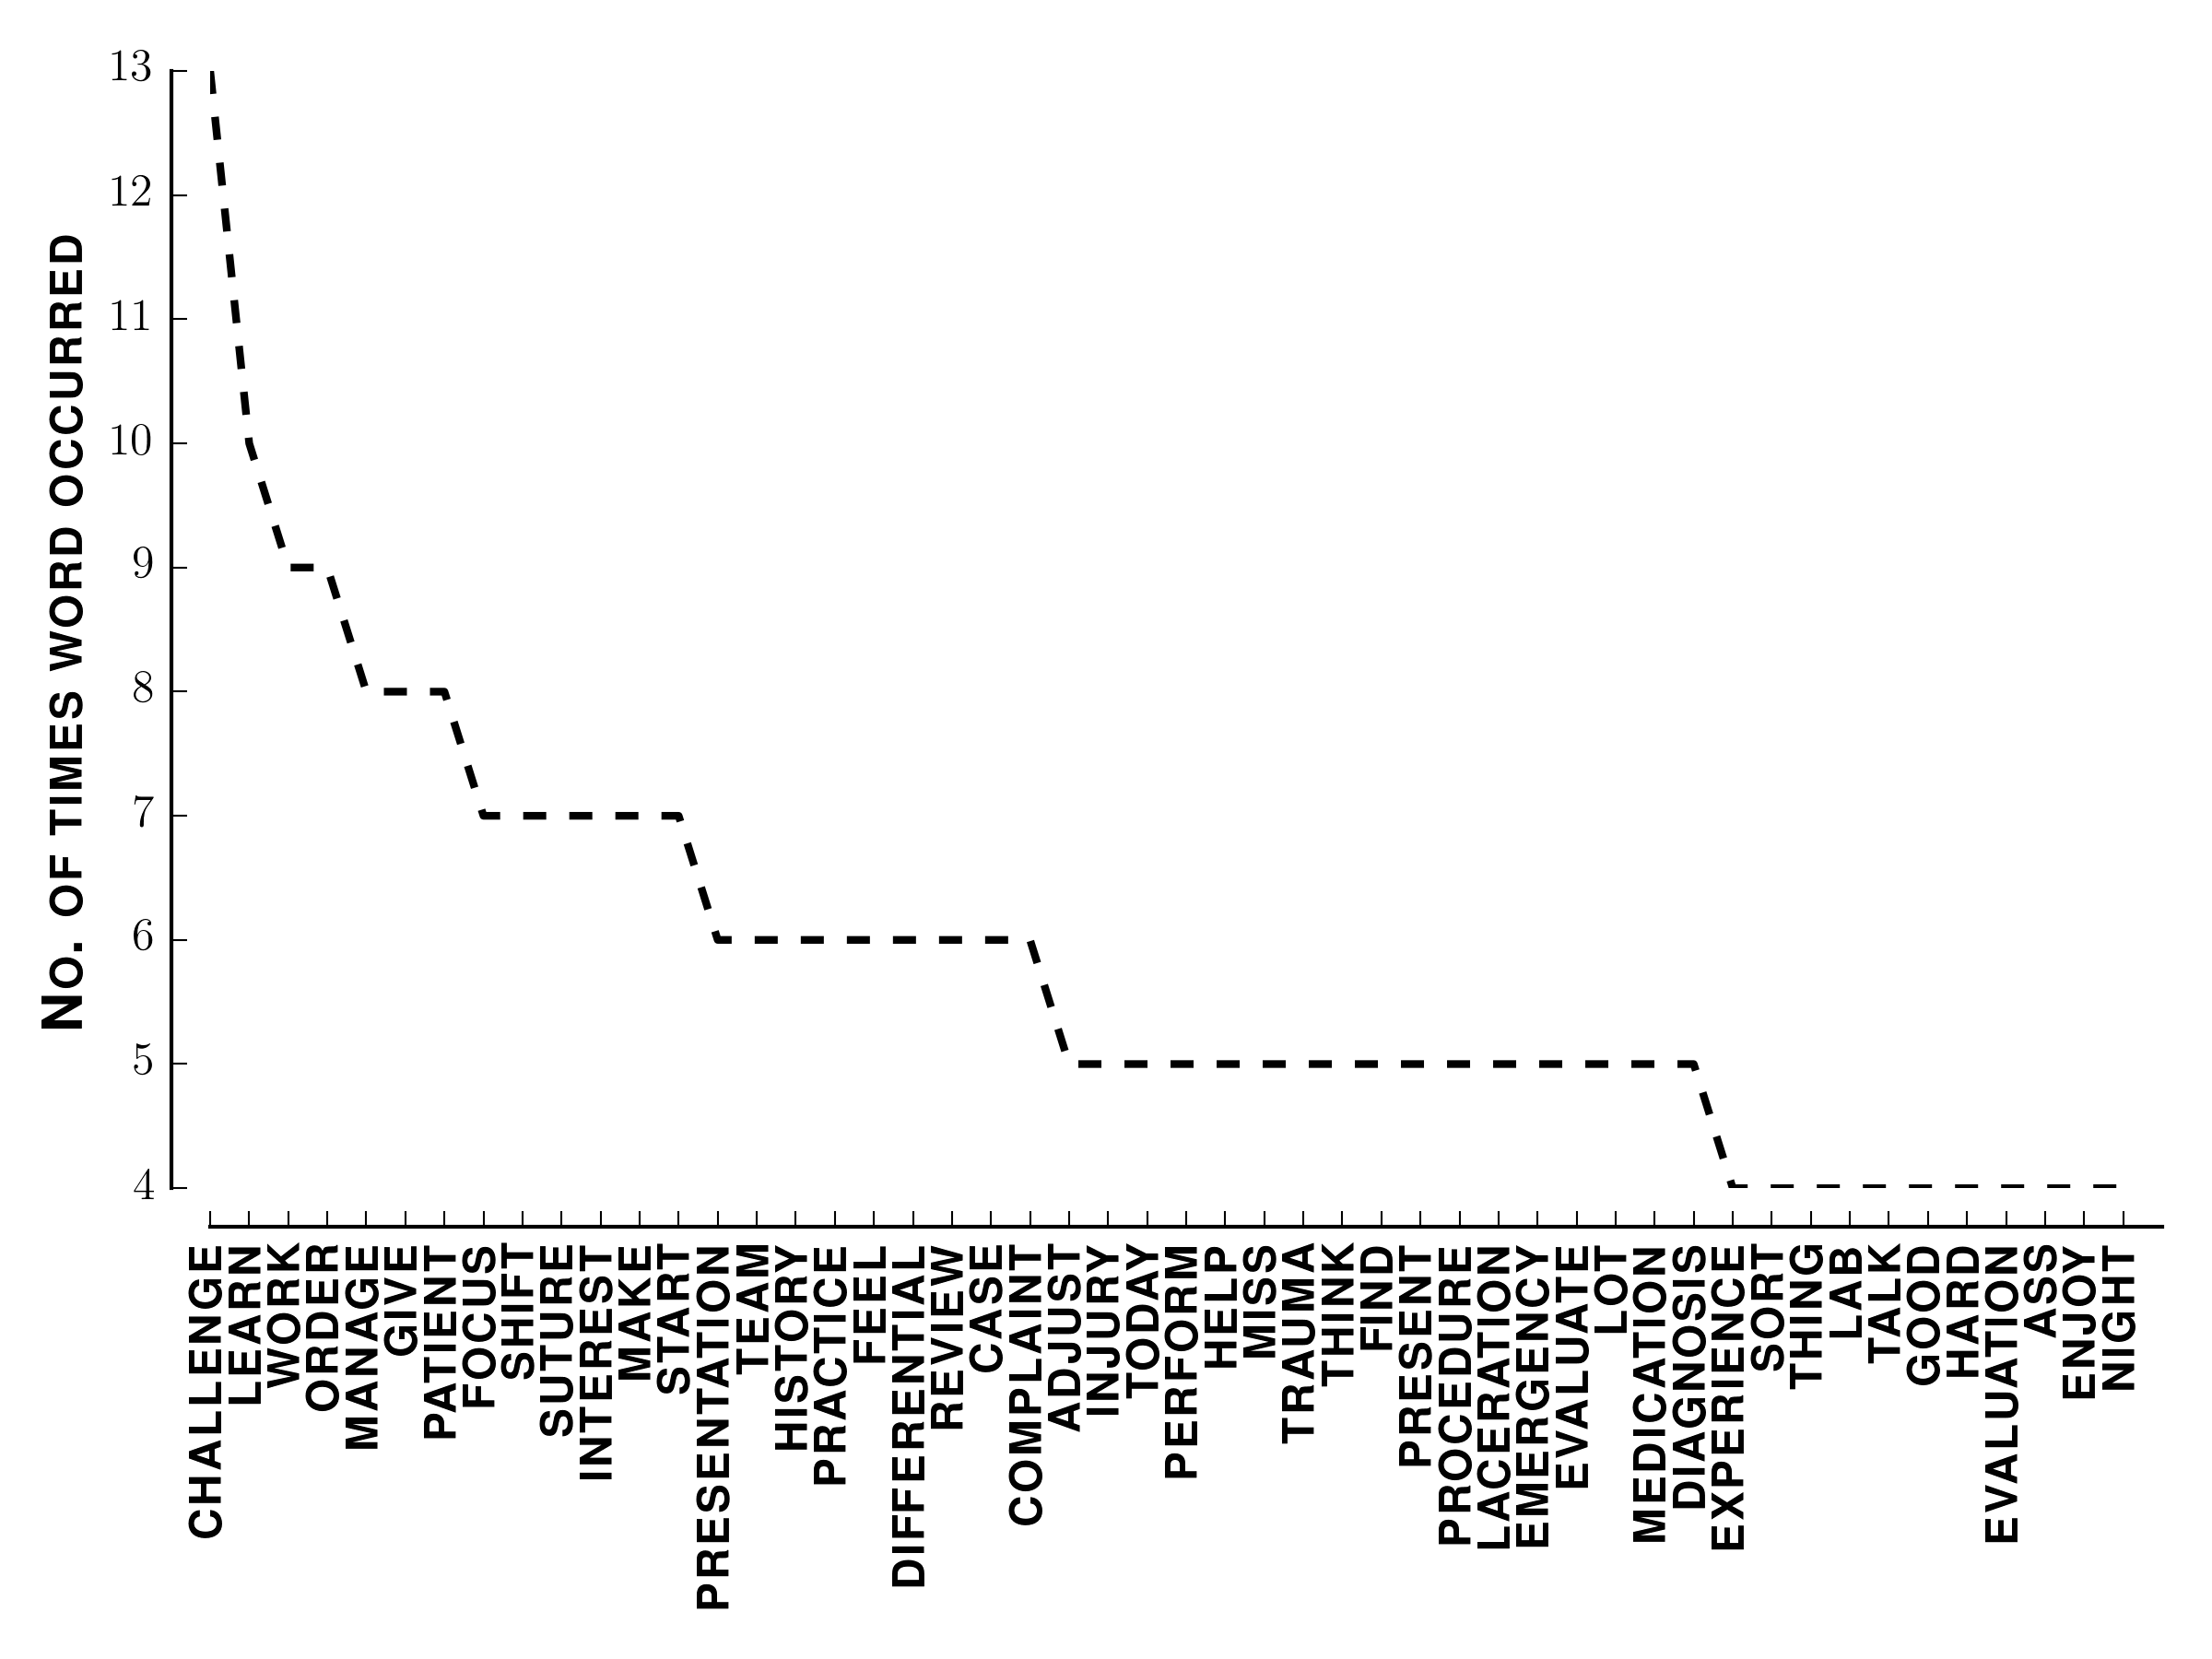 No. OF TIMES WORD OCCURRED
13
12
11
10
9
8
7
6
5
4
CHALLENGE
LEARN
WORK
ORDER
MANAGE
GIVE
PATIENT
FOCUS
SHIFT
SUTURE
INTEREST
MAKE
START
PRESENTATION
TEAM
HISTORY
PRACTICE
FEEL
DIFFERENTIAL
REVIEW
CASE
COMPLAINT
ADJUST
INJURY
TODAY
PERFORM
HELP
MISS
TRAUMA
THINK
FIND
PRESENT
PROCEDURE
LACERATION
EMERGENCY
EVALUATE
LOT
MEDICATION
DIAGNOSIS
EXPERIENCE
SORT
THING
LAB
TALK
GOOD
HARD
EVALUATION
ASS
ENJOY
NIGHT